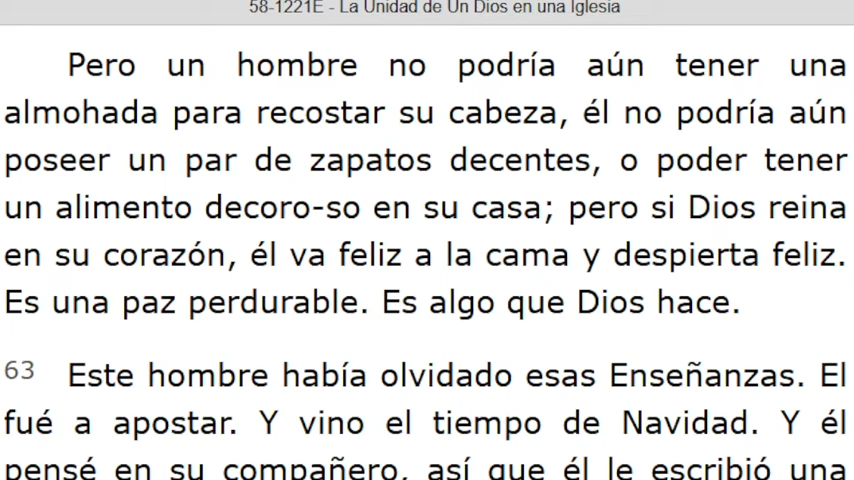 58-1221E - La Unidad de Un Dios en una Iglesia
Pero un hombre no podría aún tener una
almohada para recostar su cabeza, él no podría aún
poseer un par de zapatos decentes, o poder tener
un alimento decoro-so en su casa; pero si Dios reina
en su corazón, él va feliz a la cama y despierta feliz.
Es una paz perdurable. Es algo que Dios hace.
63 Este hombre había olvidado esas Enseñanzas. El
fué a apostar. Y vino el tiempo de Navidad. Y él
pensé en su compañero, así que él le escribió una